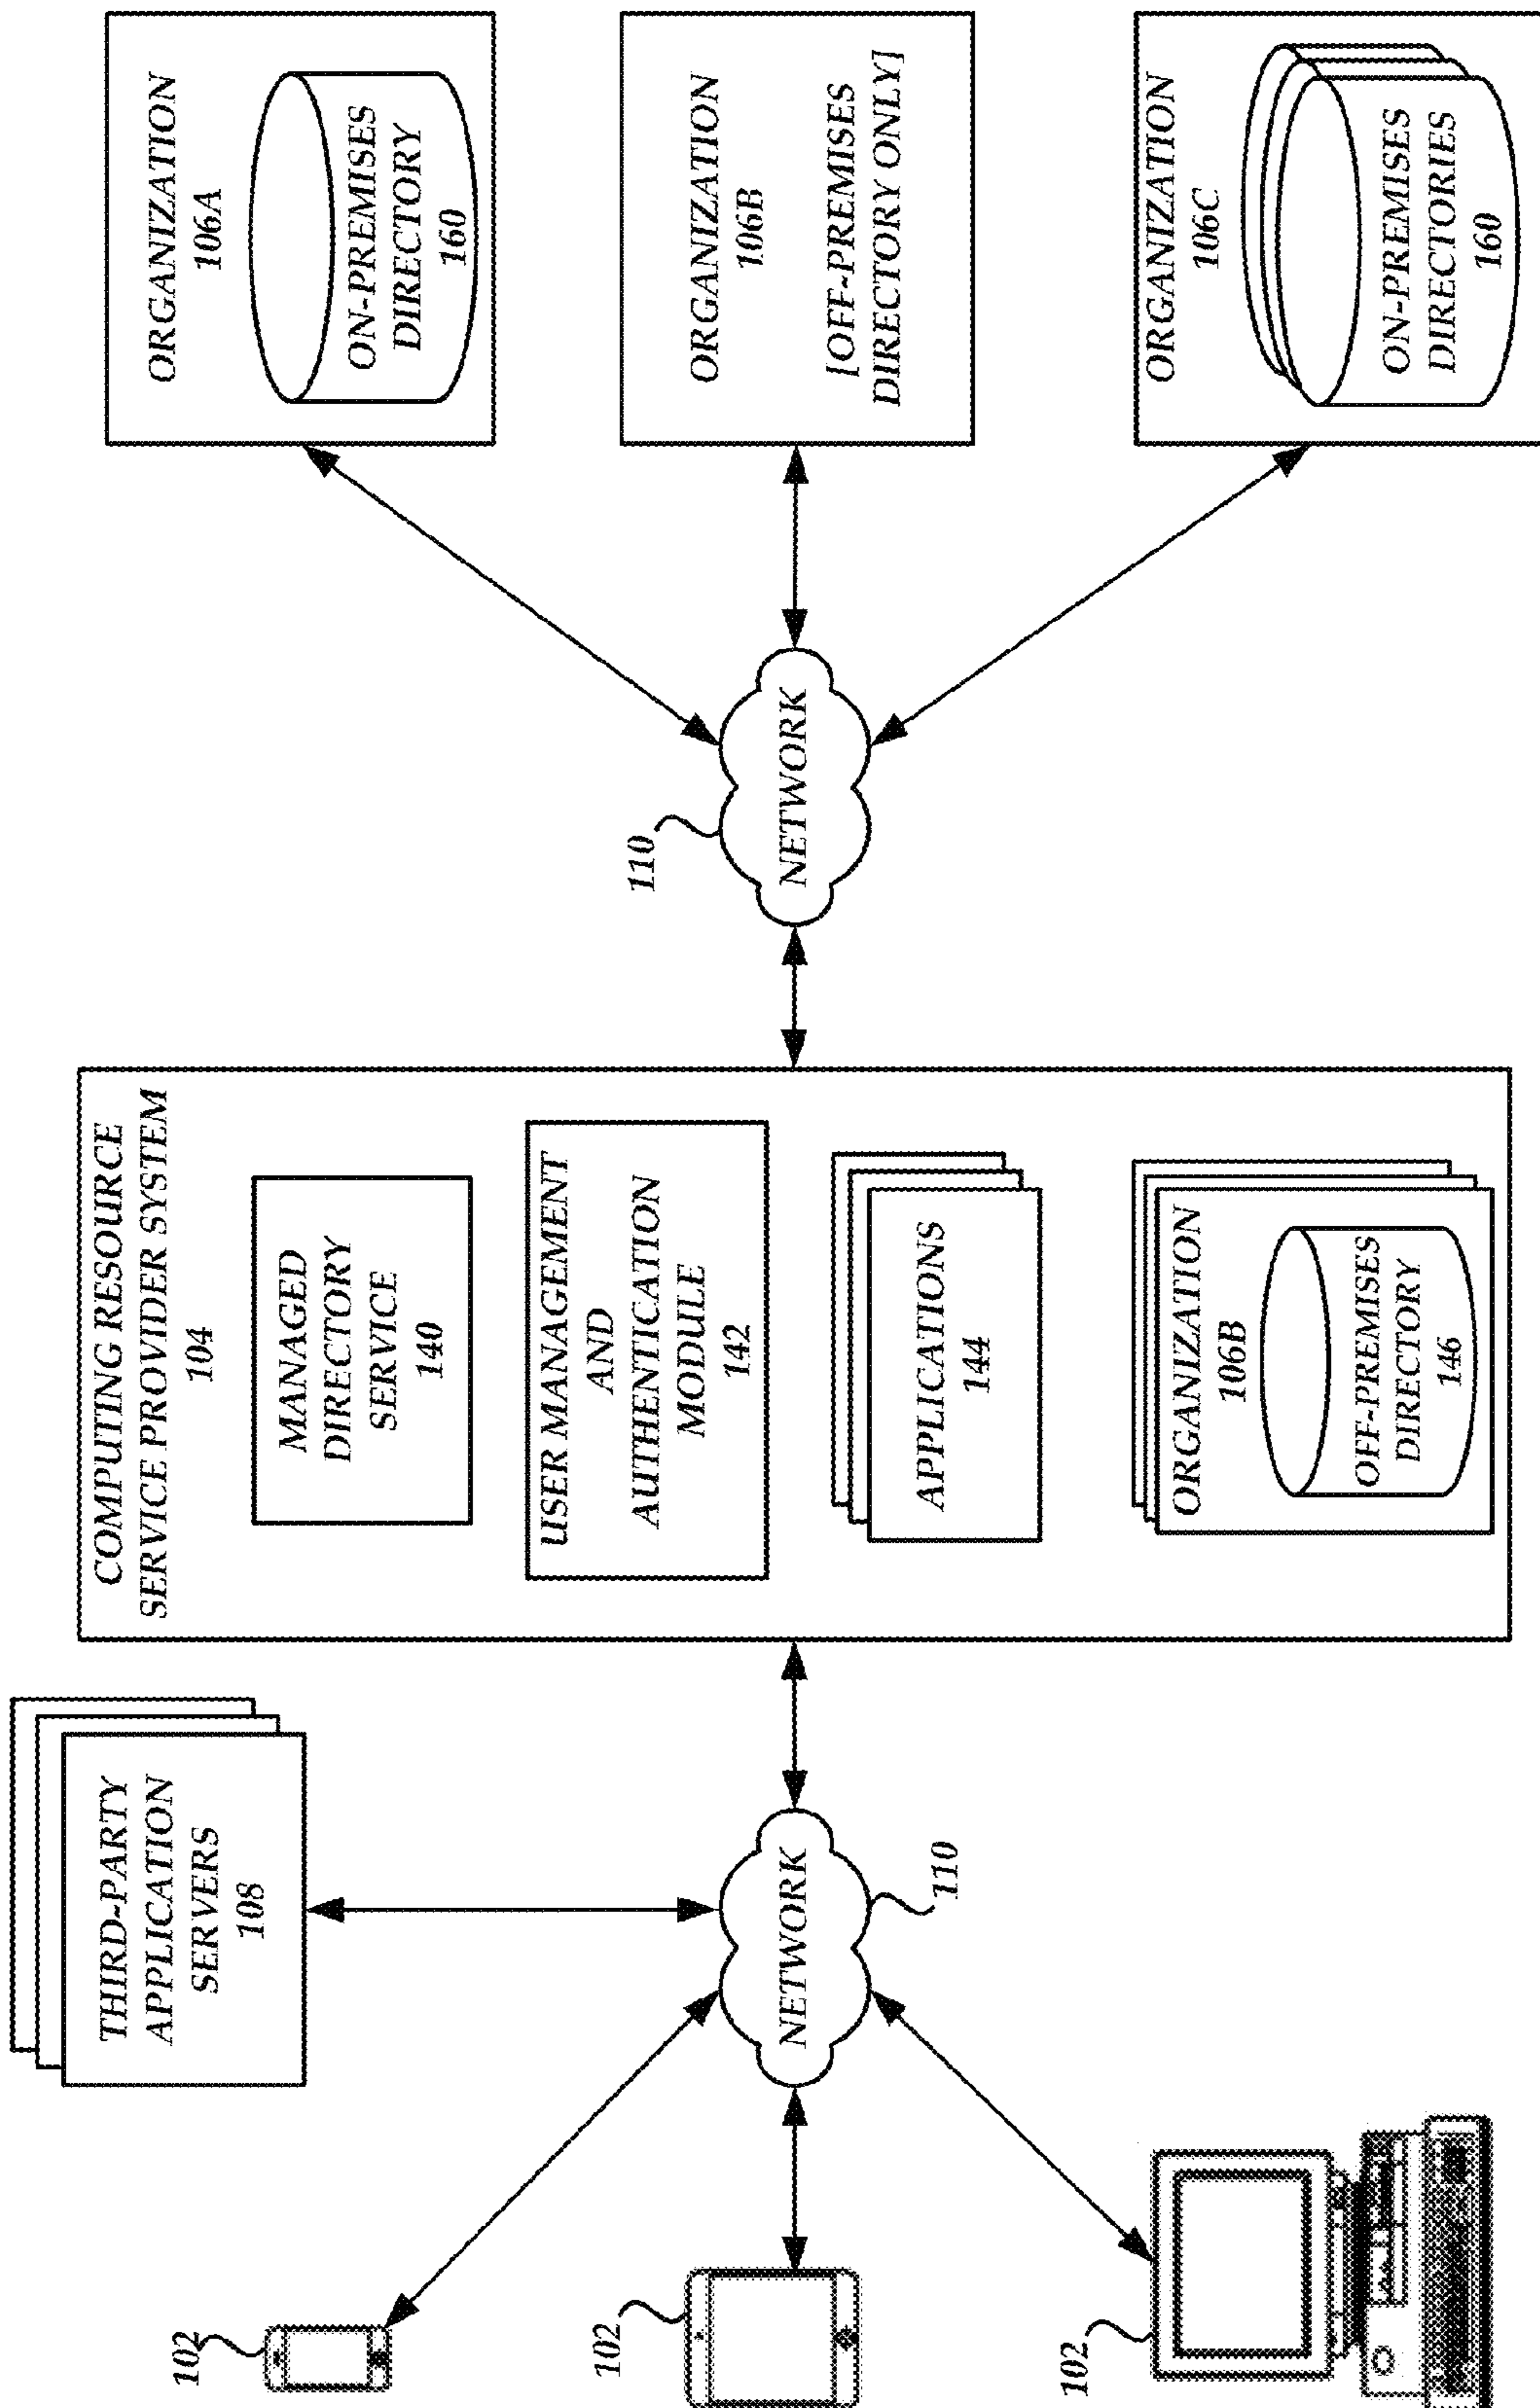 THIRD-PARTY
APPLICATION
SERVERS
108
102
102
102
NETWORK
110
COMPUTING RESOURCE
SERVICE PROVIDER SYSTEM
104
MANAGED
DIRECTORY
SERVICE
140
USER MANAGEMENT
AND
AUTHENTICATION
MODULE
142
APPLICATIONS
144
ORGANIZATION
106B
OFF-PREMISES
DIRECTORY
146
110
NETWORK
ORGANIZATION
106A
ON-PREMISES
DIRECTORY
160
ORGANIZATION
106B
[OFF-PREMISES
DIRECTORY ONLY]
ORGANIZATION
106C
ON-PREMISES
DIRECTORIES
160